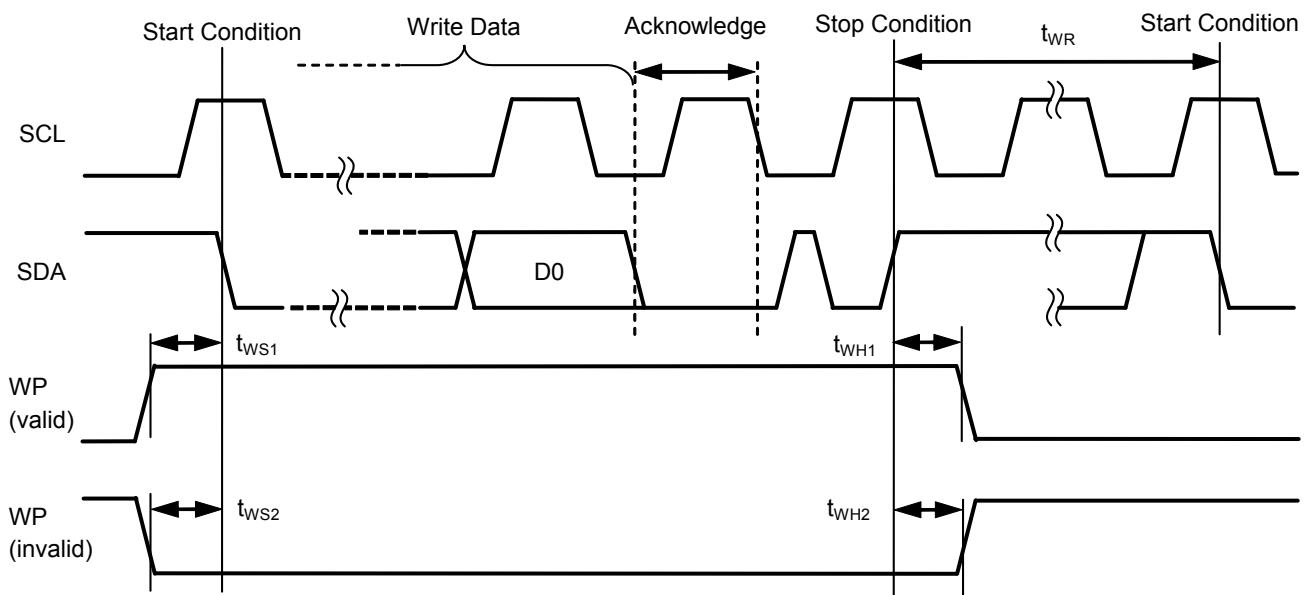 Start Condition
Write Data
Acknowledge
Stop Condition
tWR
Start Condition
SCL
SDA
D0
tWS1
tWH1
WP
(valid)
tWS2
tWH2
WP
(invalid)